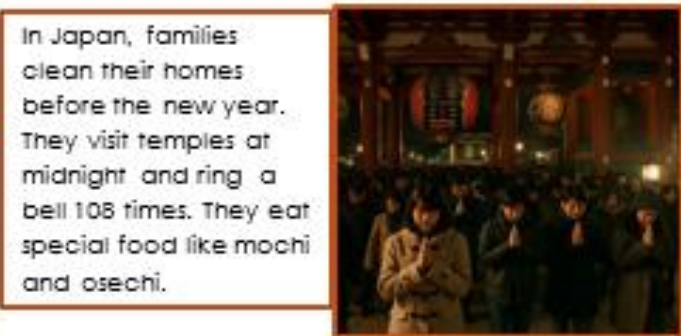 In Japan, families
clean their homes
before the new year.
They visit temples at
midnight and ring a
bell 108 times. They eat
special food like mochi
and osechi.